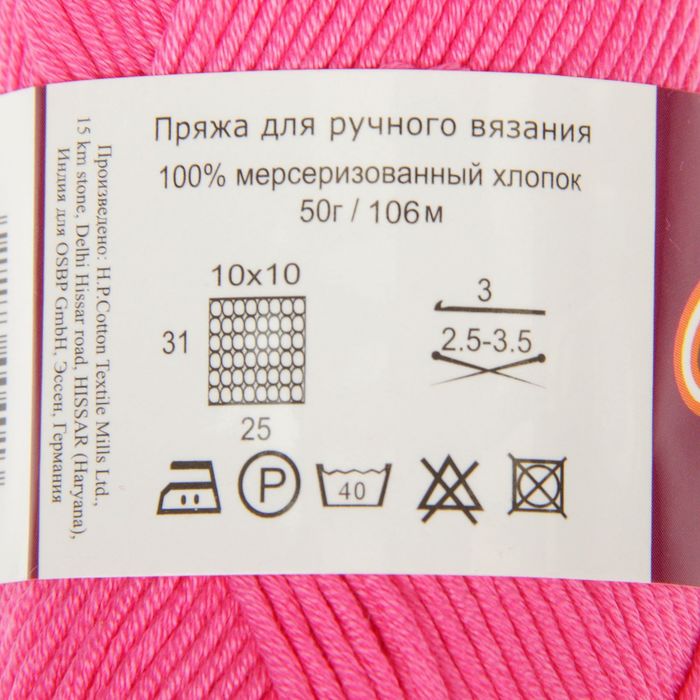 Пряжа для ручного вязания
100% мерсеризованный хлопок
50г / 106 м
10x10
31
25
3
2.5-3.5
P
40
Произведено: H.P.Cotton Textile Mills Ltd.,
15 km stone, Delhi Hissar road, HISSAR (Haryana),
Индия для OSBP GmbH, Эссен, Германия